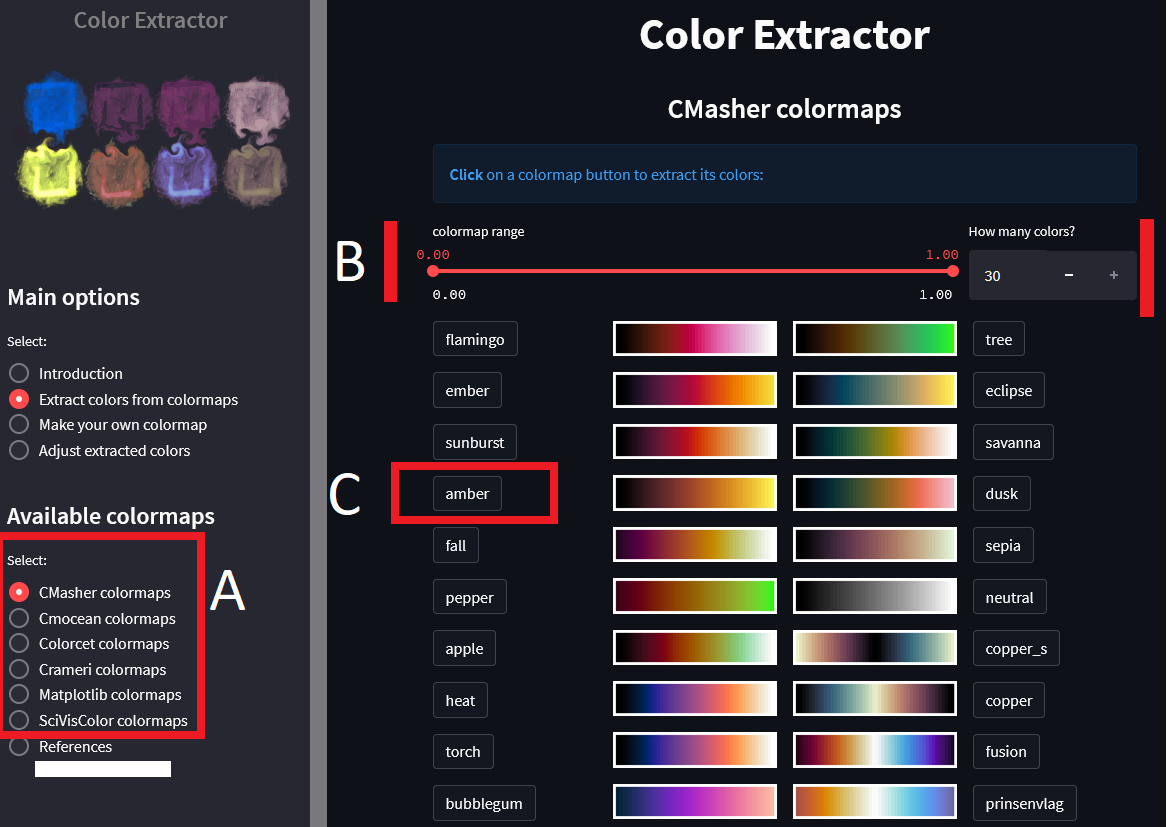 Color Extractor
Main options
Select:
Introduction
Extract colors from colormaps
Make your own colormap
Adjust extracted colors
Available colormaps
Select:
CMasher colormaps
Cmocean colormaps
Colorcet colormaps
Crameri colormaps
Matplotlib colormaps
SciVisColor colormaps
References
A
Color Extractor
CMasher colormaps
Click on a colormap button to extract its colors:
B
colormap range
How many colors?
0.00 1.00
30 - +
0.00 1.00
flamingo tree
ember eclipse
sunburst savanna
C
amber dusk
fall sepia
pepper neutral
apple copper_s
heat copper
torch fusion
bubblegum prinsenvlag